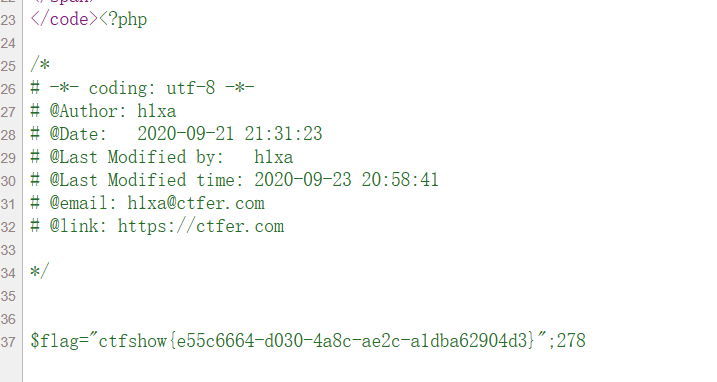 22 </span>
23 </code><?php
24
25 /*
26 # -*- coding: utf-8 -*-
27 # @Author: h1xa
28 # @Date:   2020-09-21 21:31:23
29 # @Last Modified by:   h1xa
30 # @Last Modified time: 2020-09-23 20:58:41
31 # @email: h1xa@ctfer.com
32 # @link: https://ctfer.com
33
34 */
35
36
37 $flag="ctfshow{e55c6664-d030-4a8c-ae2c-a1dba62904d3}";278